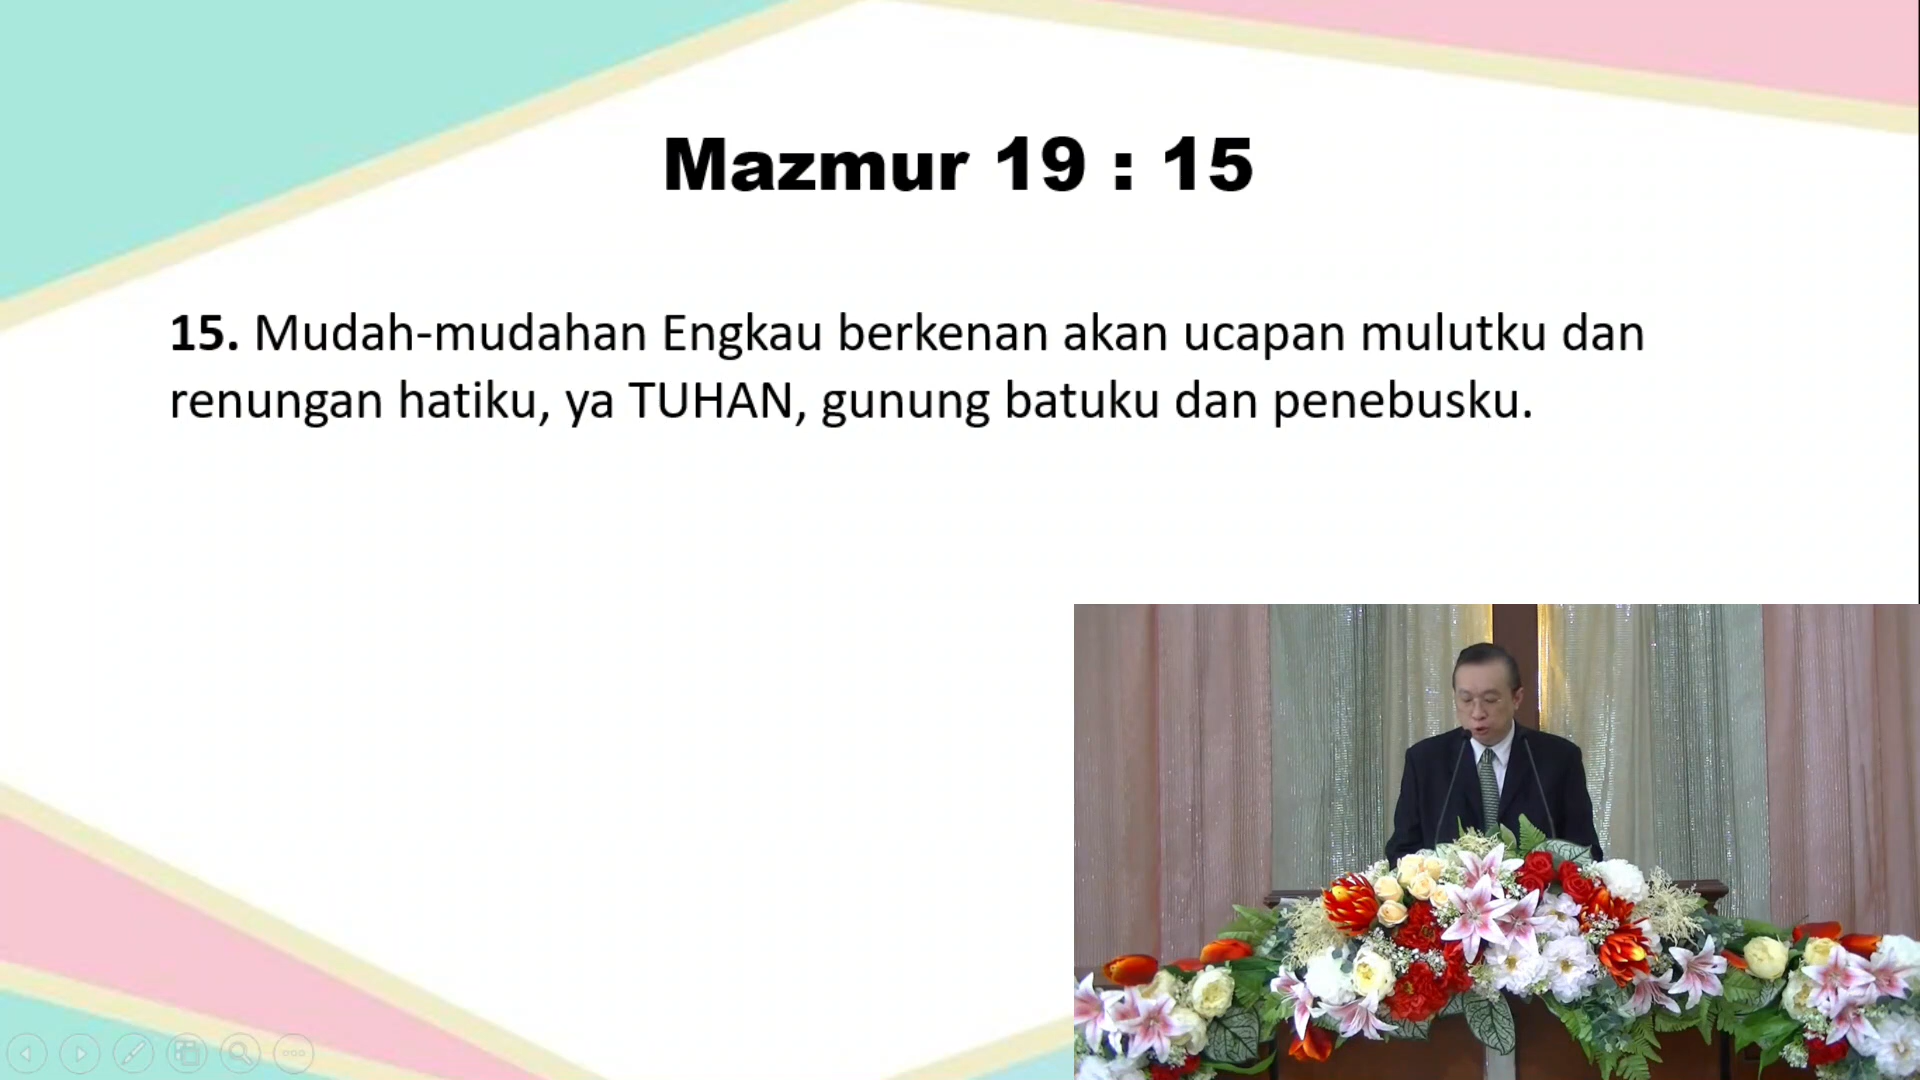 Mazmur 19 : 15
15. Mudah-mudahan Engkau berkenan akan ucapan mulutku dan
renungan hatiku, ya TUHAN, gunung batuku dan penebusku.